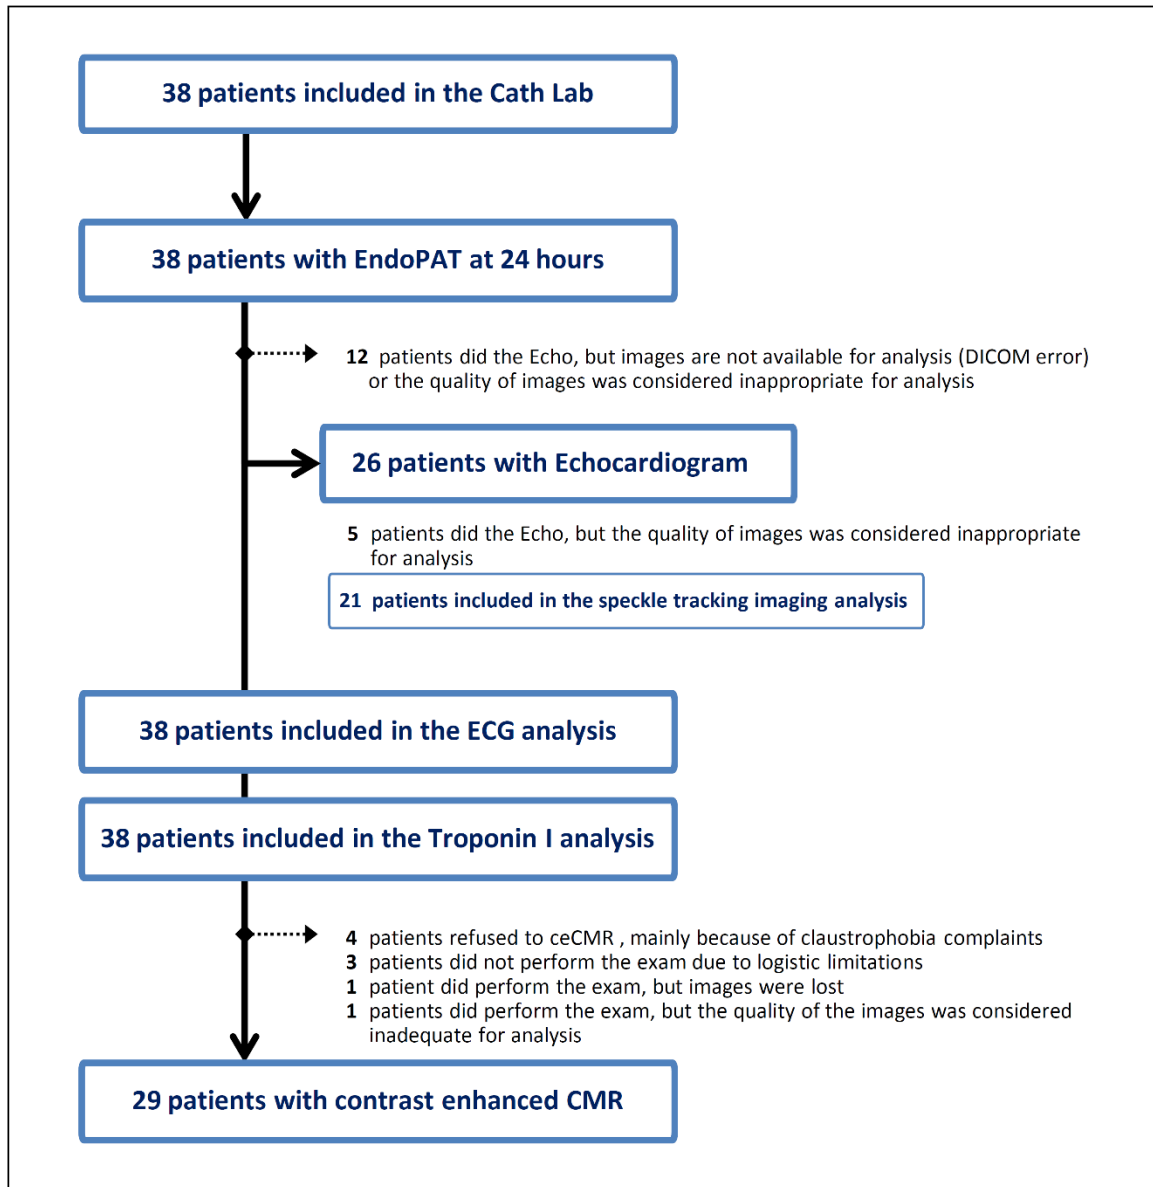 38 patients included in the Cath Lab
38 patients with EndoPAT at 24 hours
12 patients did the Echo, but images are not available for analysis (DICOM error)
or the quality of images was considered inappropriate for analysis
26 patients with Echocardiogram
5 patients did the Echo, but the quality of images was considered inappropriate
for analysis
21 patients included in the speckle tracking imaging analysis
38 patients included in the ECG analysis
38 patients included in the Troponin I analysis
4 patients refused to ceCMR , mainly because of claustrophobia complaints
3 patients did not perform the exam due to logistic limitations
1 patient did perform the exam, but images were lost
1 patients did perform the exam, but the quality of the images was considered
inadequate for analysis
29 patients with contrast enhanced CMR